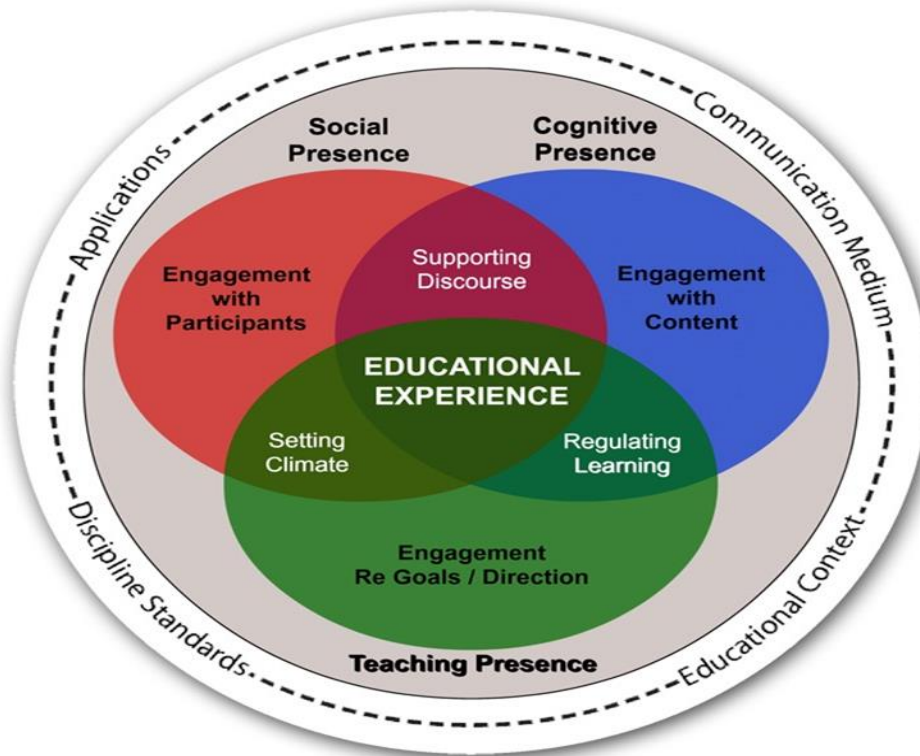 Social
Presence
Cognitive
Presence
Applications
Communication Medium
Engagement
with
Participants
Supporting
Discourse
Engagement
with
Content
EDUCATIONAL
EXPERIENCE
Setting
Climate
Regulating
Learning
Engagement
Re Goals / Direction
Discipline Standards
Educational Context
Teaching Presence